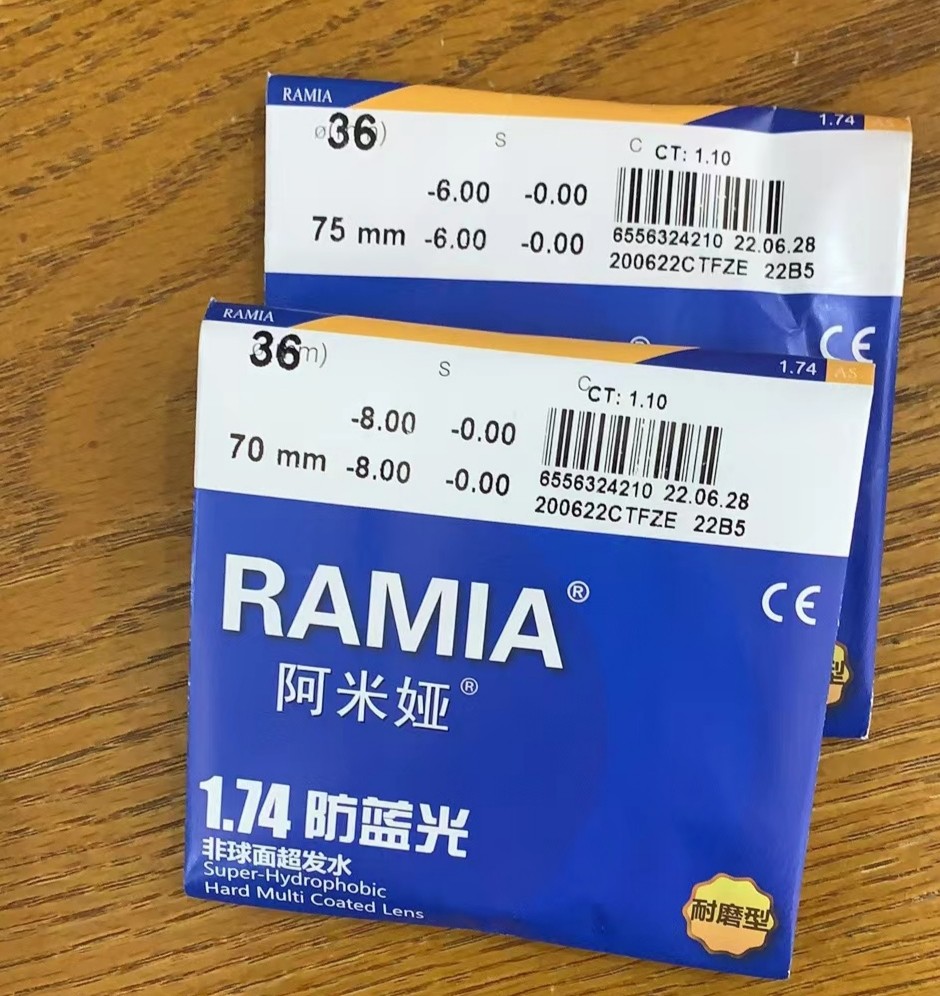 RAMIA
1.74
36
S
C CT: 1.10
-6.00 -0.00
75 mm -6.00 -0.00
6556324210 22.06.28
200622CTFZE 22B5
CE
型
RAMIA
1.74 AS
36 m)
S
C CT: 1.10
-8.00 -0.00
70 mm -8.00 -0.00
6556324210 22.06.28
200622CTFZE 22B5
RAMIA®
CE
阿米娅®
1.74 防蓝光
非球面超发水
Super-Hydrophobic
Hard Multi Coated Lens
耐磨型